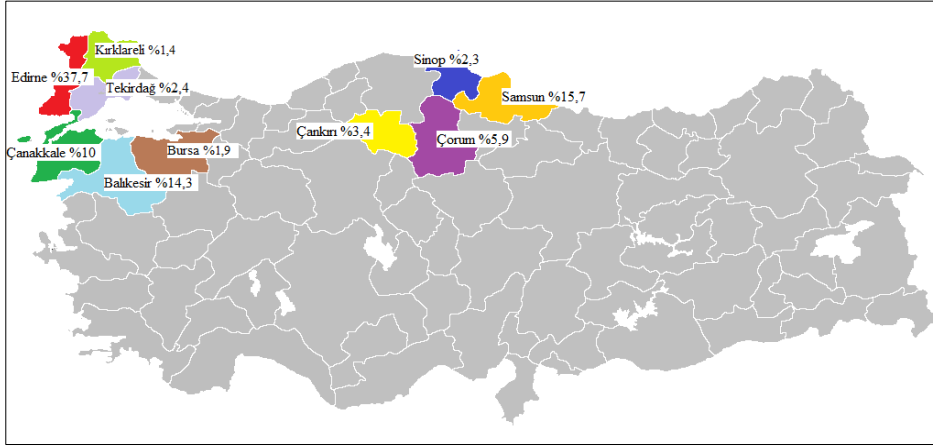 Kırklareli %1,4
Sinop %2,3
Edirne %37,7
Tekirdağ %2,4
Samsun %15,7
Çankırı %3,4
Çorum %5,9
Çanakkale %10
Bursa %1,9
Balıkesir %14,3